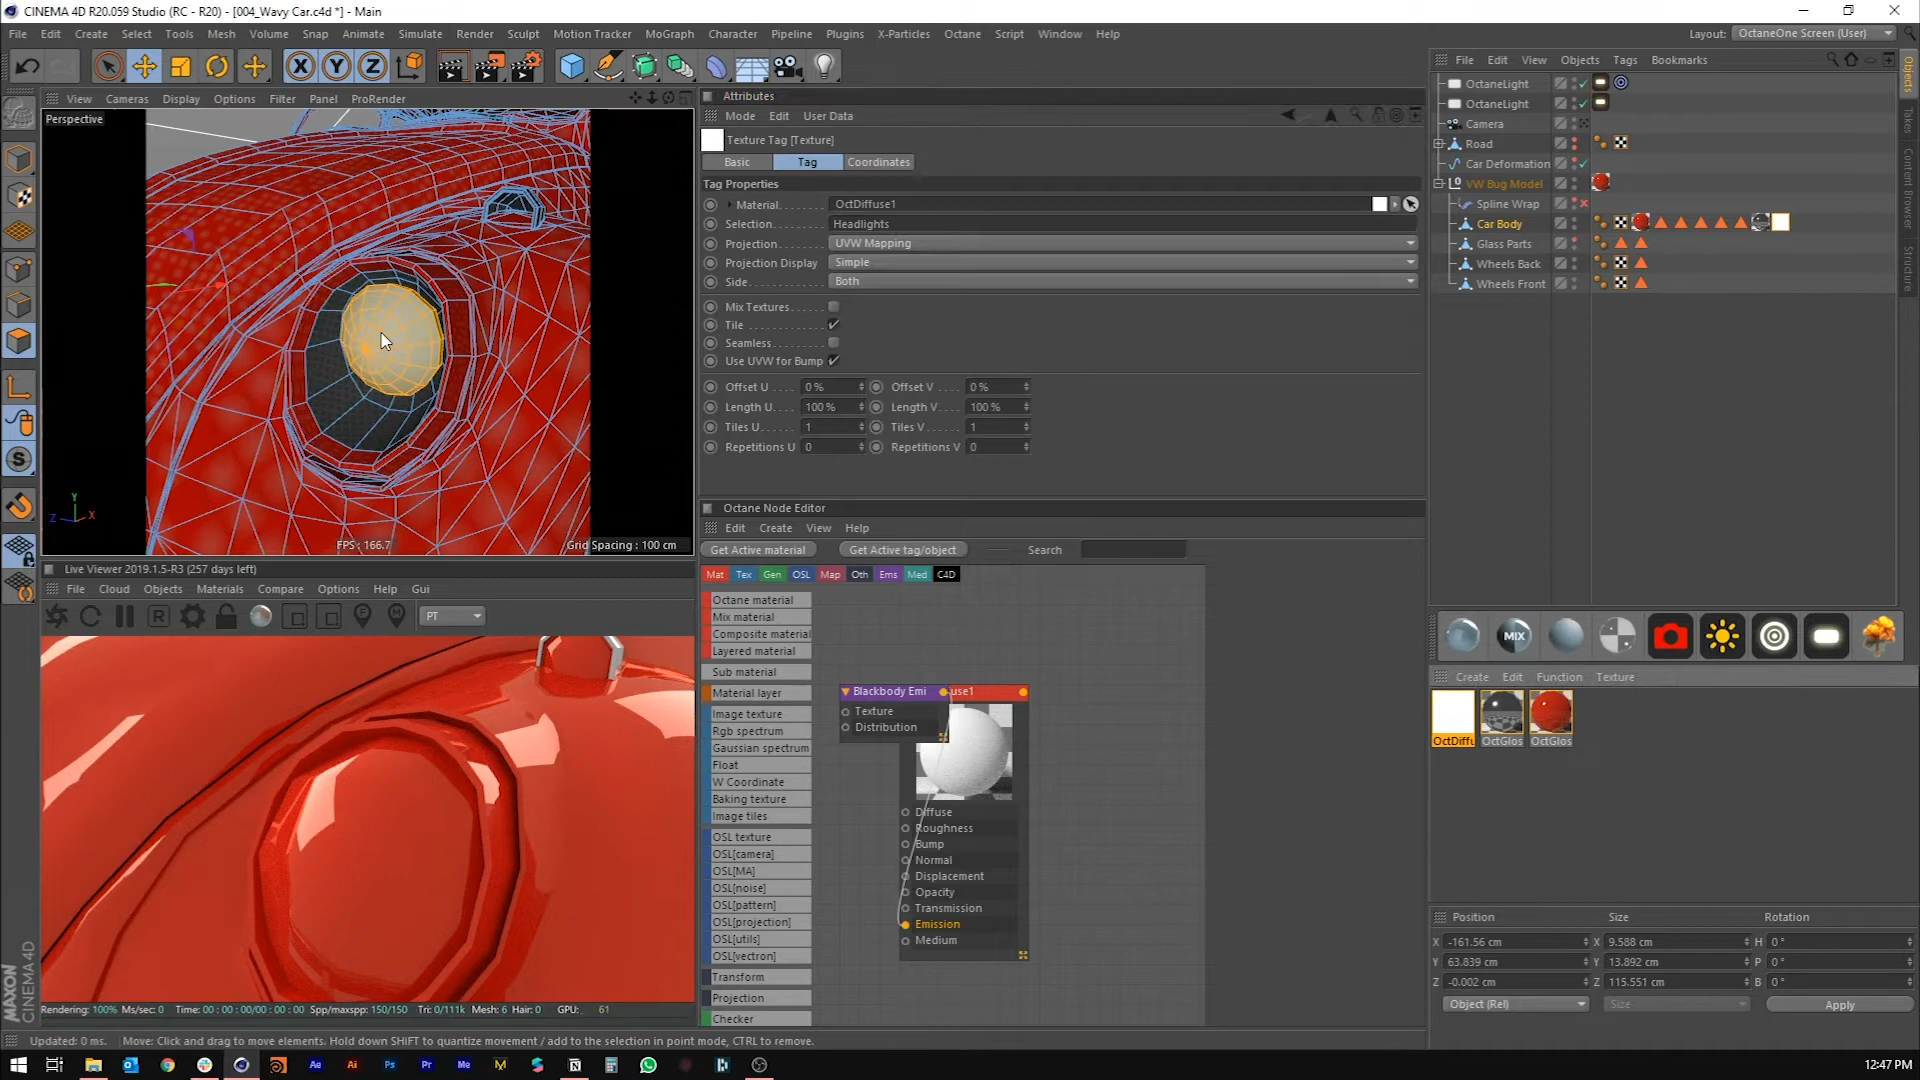 CINEMA 4D R20.059 Studio (RC - R20) - [004_Wavy Car.c4d *] - Main
File Edit Create Select Tools Mesh Volume Snap Animate Simulate Render Sculpt Motion Tracker MoGraph Character Pipeline Plugins X-Particles Octane Script Window Help
Layout: OctaneOne Screen (User)
View Cameras Display Options Filter Panel ProRender
Perspective
Y
Z X
FPS : 166.7
Grid Spacing : 100 cm
Live Viewer 2019.1.5-R3 (257 days left)
File Cloud Objects Materials Compare Options Help Gui
PT
Rendering: 100% Ms/sec: 0 Time: 00 : 00 : 00/00 : 00 : 00 Spp/maxspp: 150/150 Tri: 0/111k Mesh: 6 Hair: 0 GPU: 61
Updated: 0 ms. Move: Click and drag to move elements. Hold down SHIFT to quantize movement / add to the selection in point mode, CTRL to remove.
MAXON
CINEMA 4D
Attributes
Mode Edit User Data
Texture Tag [Texture]
Basic Tag Coordinates
Tag Properties
Material OctDiffuse1
Selection Headlights
Projection UVW Mapping
Projection Display Simple
Side Both
Mix Textures
Tile
Seamless
Use UVW for Bump
Offset U 0 % Offset V 0 %
Length U 100 % Length V 100 %
Tiles U 1 Tiles V 1
Repetitions U 0 Repetitions V 0
Octane Node Editor
Edit Create View Help
Get Active material Get Active tag/object Search
Mat Tex Gen OSL Map Oth Ems Med C4D
Octane material
Mix material
Composite material
Layered material
Sub material
Material layer
Image texture
Rgb spectrum
Gaussian spectrum
Float
W Coordinate
Baking texture
Image tiles
OSL texture
OSL[camera]
OSL[MA]
OSL[noise]
OSL[pattern]
OSL[projection]
OSL[utils]
OSL[vectron]
Transform
Projection
Checker
Blackbody Emi use1
Texture
Distribution
Diffuse
Roughness
Bump
Normal
Displacement
Opacity
Transmission
Emission
Medium
File Edit View Objects Tags Bookmarks
OctaneLight
OctaneLight
Camera
Road
Car Deformation
VW Bug Model
Spline Wrap
Car Body
Glass Parts
Wheels Back
Wheels Front
Objects
Takes
Content Browser
Structure
MIX
Create Edit Function Texture
OctDiffu OctGlos OctGlos
Position Size Rotation
X -161.56 cm X 9.588 cm H 0 °
Y 63.839 cm Y 13.892 cm P 0 °
Z -0.002 cm Z 115.551 cm B 0 °
Object (Rel) Size Apply
Ae Ai Ps Pr Me
12:47 PM